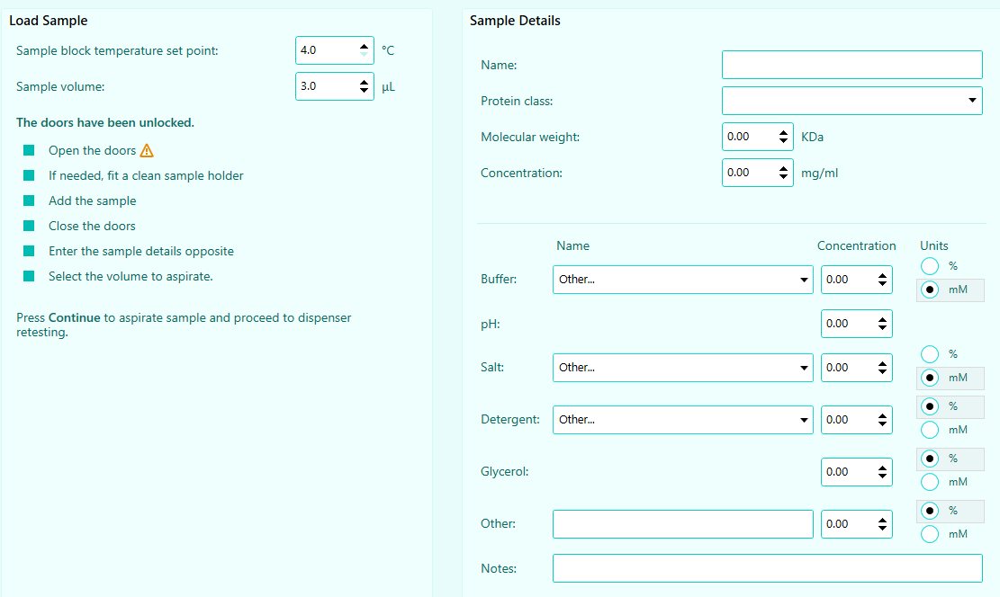 Load Sample
Sample block temperature set point: 4.0 °C
Sample volume: 3.0 µL
The doors have been unlocked.
Open the doors
If needed, fit a clean sample holder
Add the sample
Close the doors
Enter the sample details opposite
Select the volume to aspirate.
Press Continue to aspirate sample and proceed to dispenser
retesting.
Sample Details
Name:
Protein class:
Molecular weight: 0.00 KDa
Concentration: 0.00 mg/ml
Name Concentration Units
Buffer: Other... 0.00 % mM
pH: 0.00
Salt: Other... 0.00 % mM
Detergent: Other... 0.00 % mM
Glycerol: 0.00 % mM
Other: 0.00 % mM
Notes: